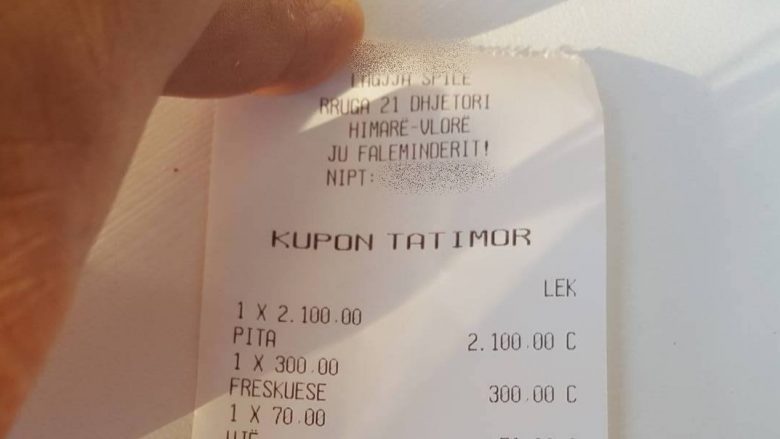 LAGJJA SPILE
RRUGA 21 DHJETORI
HIMARË-VLORË
JU FALEMINDERIT!
NIPT:
KUPON TATIMOR
LEK
1 X 2.100.00
PITA 2.100.00 C
1 X 300.00
FRESKUESE 300.00 C
1 X 70.00